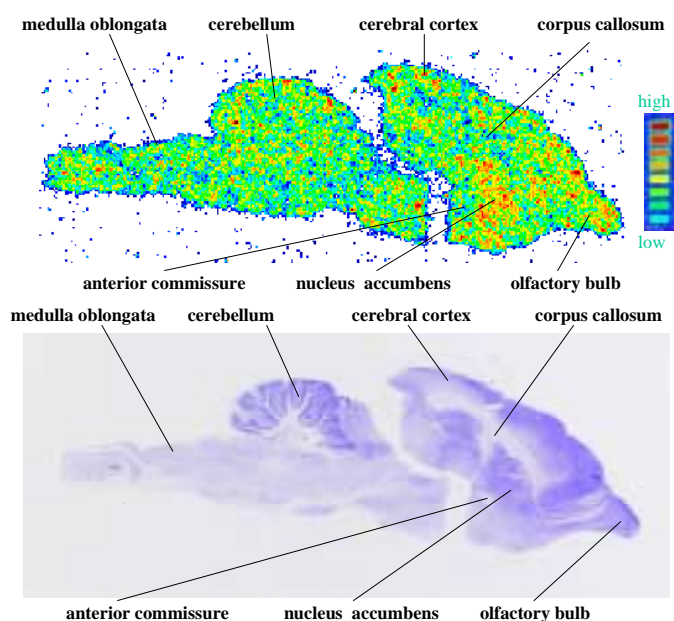 medulla oblongata cerebellum cerebral cortex corpus callosum
high
low
anterior commissure nucleus accumbens olfactory bulb
medulla oblongata cerebellum cerebral cortex corpus callosum
anterior commissure nucleus accumbens olfactory bulb